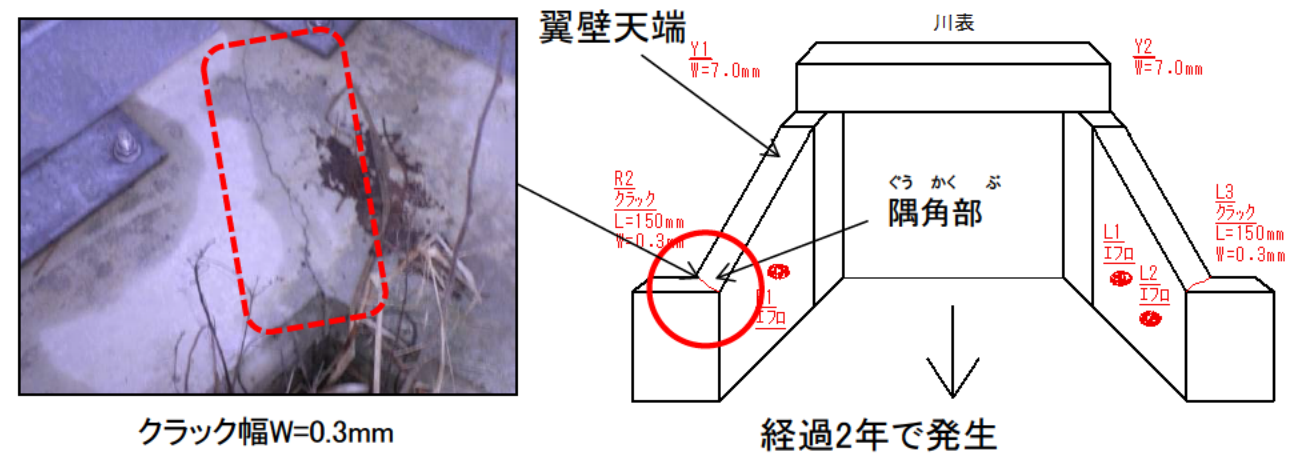 翼壁天端
川表
Y1
W=7.0mm
Y2
W=7.0mm
R2
クラック
L=150mm
W=0.3mm
ぐう かく ぶ
隅角部
L3
クラック
L=150mm
W=0.3mm
L1
エフロ
L2
エフロ
R1
エフロ
クラック幅W=0.3mm
経過2年で発生